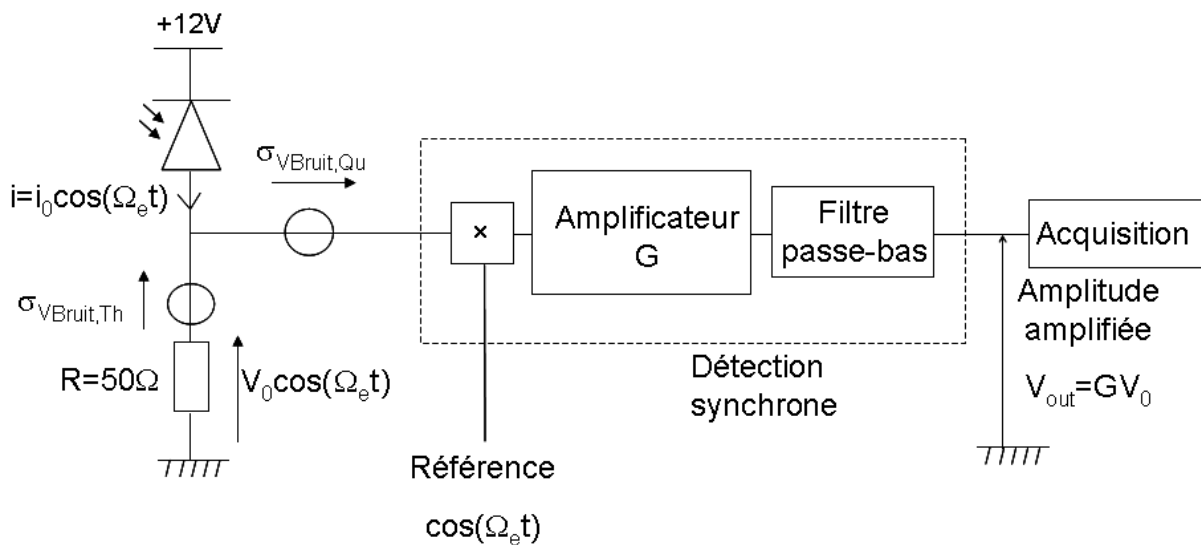 +12V
i=i₀cos(Ωₑt)
σVBruit,Qu
σVBruit,Th
R=50Ω
V₀cos(Ωₑt)
×
Amplificateur
G
Filtre
passe-bas
Détection
synchrone
Référence
cos(Ωₑt)
Acquisition
Amplitude
amplifiée
Vout=GV₀